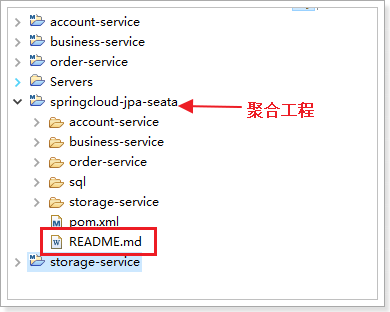 account-service
business-service
order-service
Servers
springcloud-jpa-seata
聚合工程
account-service
business-service
order-service
sql
storage-service
pom.xml
README.md
storage-service